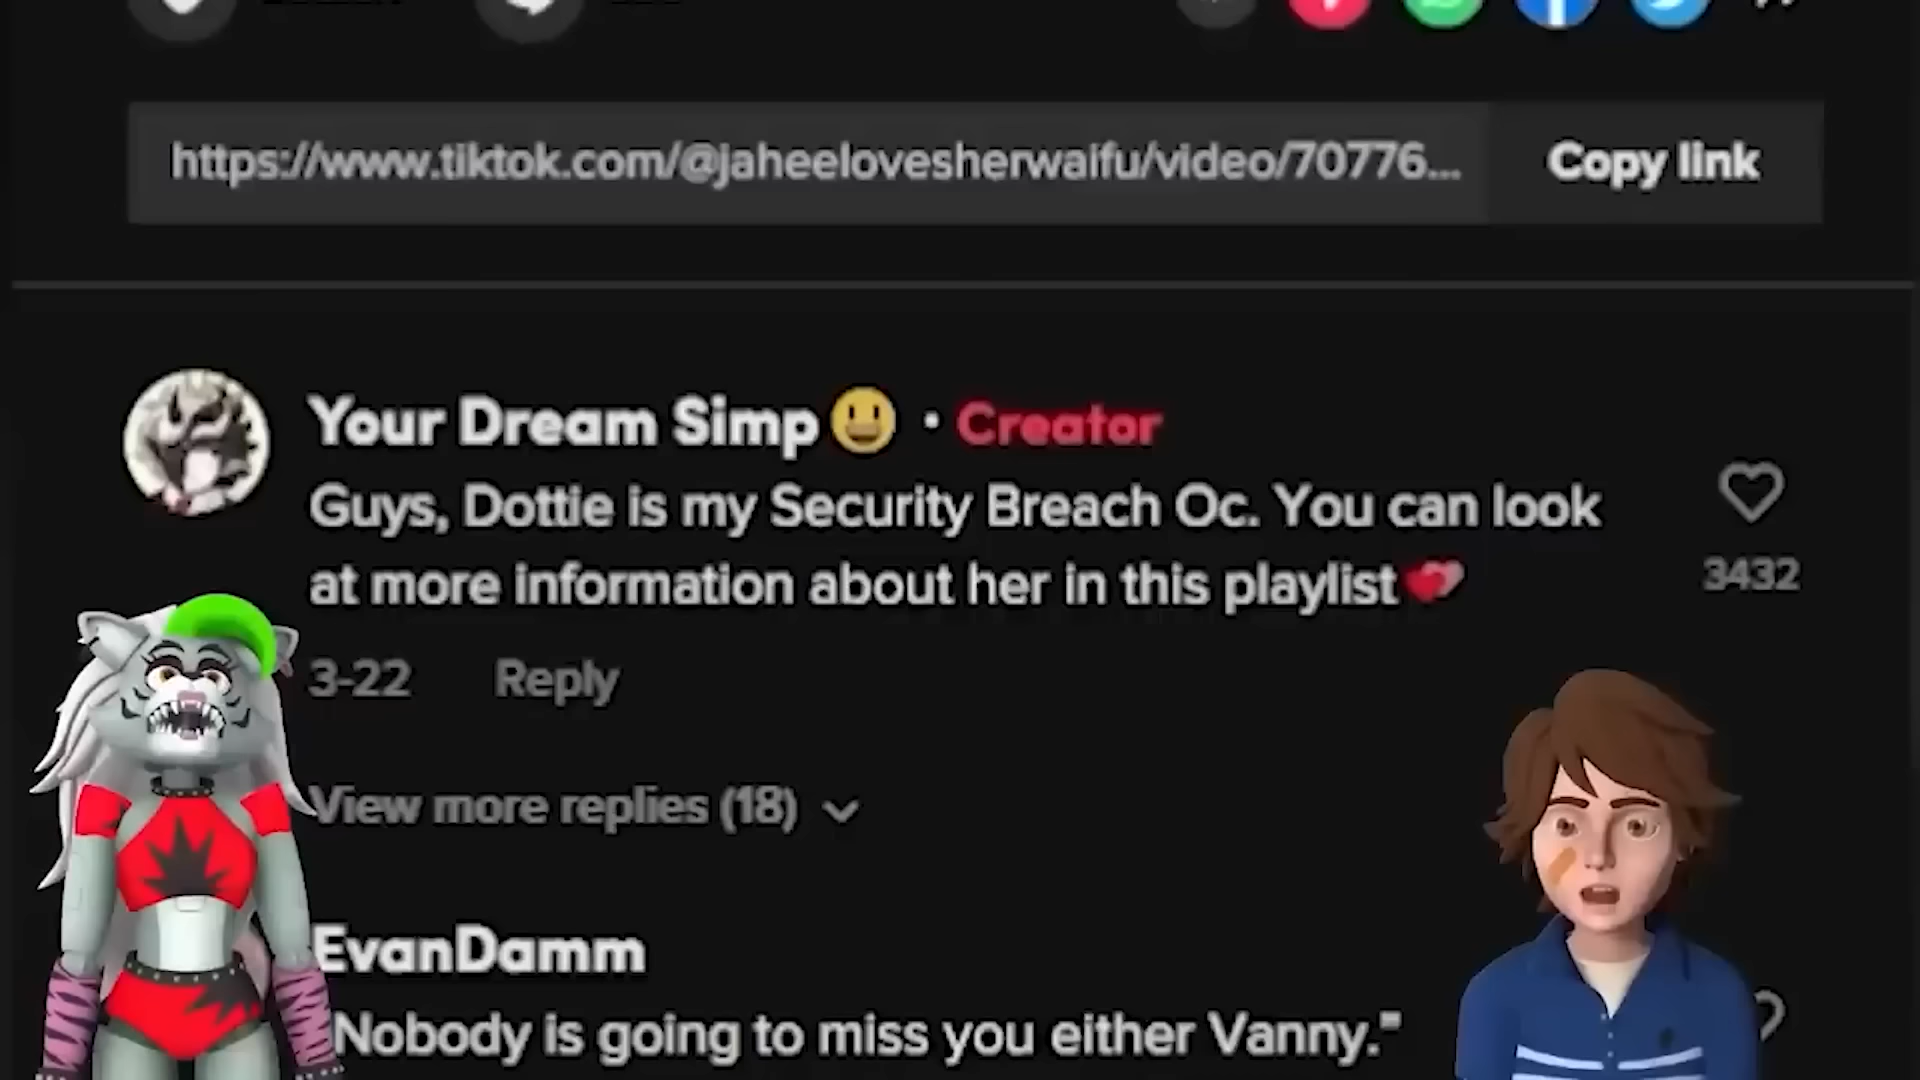 https://www.tiktok.com/@jaheelovesherwaifu/video/70776...
Copy link
Your Dream Simp😃 · Creator
Guys, Dottie is my Security Breach Oc. You can look
at more information about her in this playlist💕
3432
3-22 Reply
View more replies (18)
EvanDamm
"Nobody is going to miss you either Vanny."